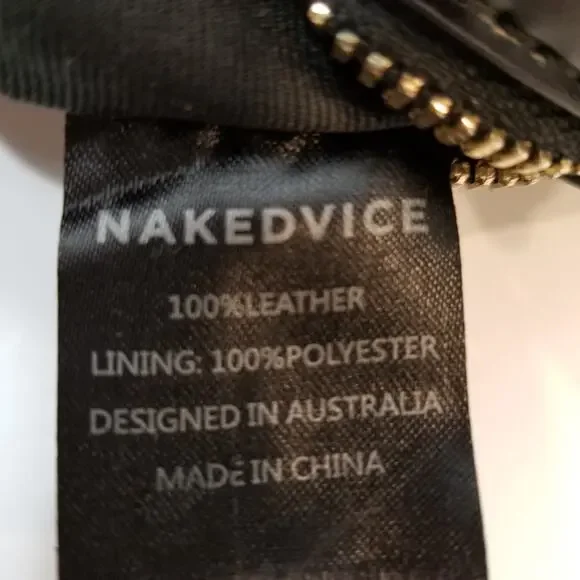 NAKEDVICE
100%LEATHER
LINING: 100%POLYESTER
DESIGNED IN AUSTRALIA
MADE IN CHINA